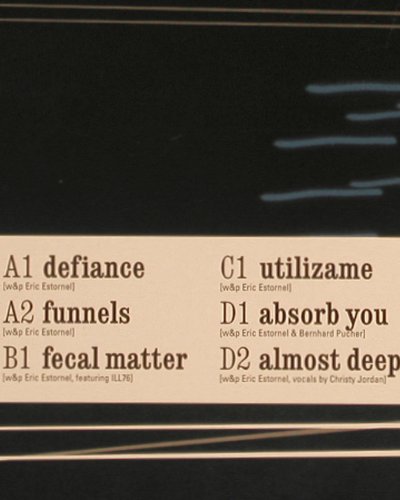 A1 defiance
[w&p Eric Estornel]
A2 funnels
[w&p Eric Estornel]
B1 fecal matter
[w&p Eric Estornel, featuring ILL76]
C1 utilizame
[w&p Eric Estornel]
D1 absorb you
[w&p Eric Estornel & Bernhard Pucher]
D2 almost deep
[w&p Eric Estornel, vocals by Christy Jordan]